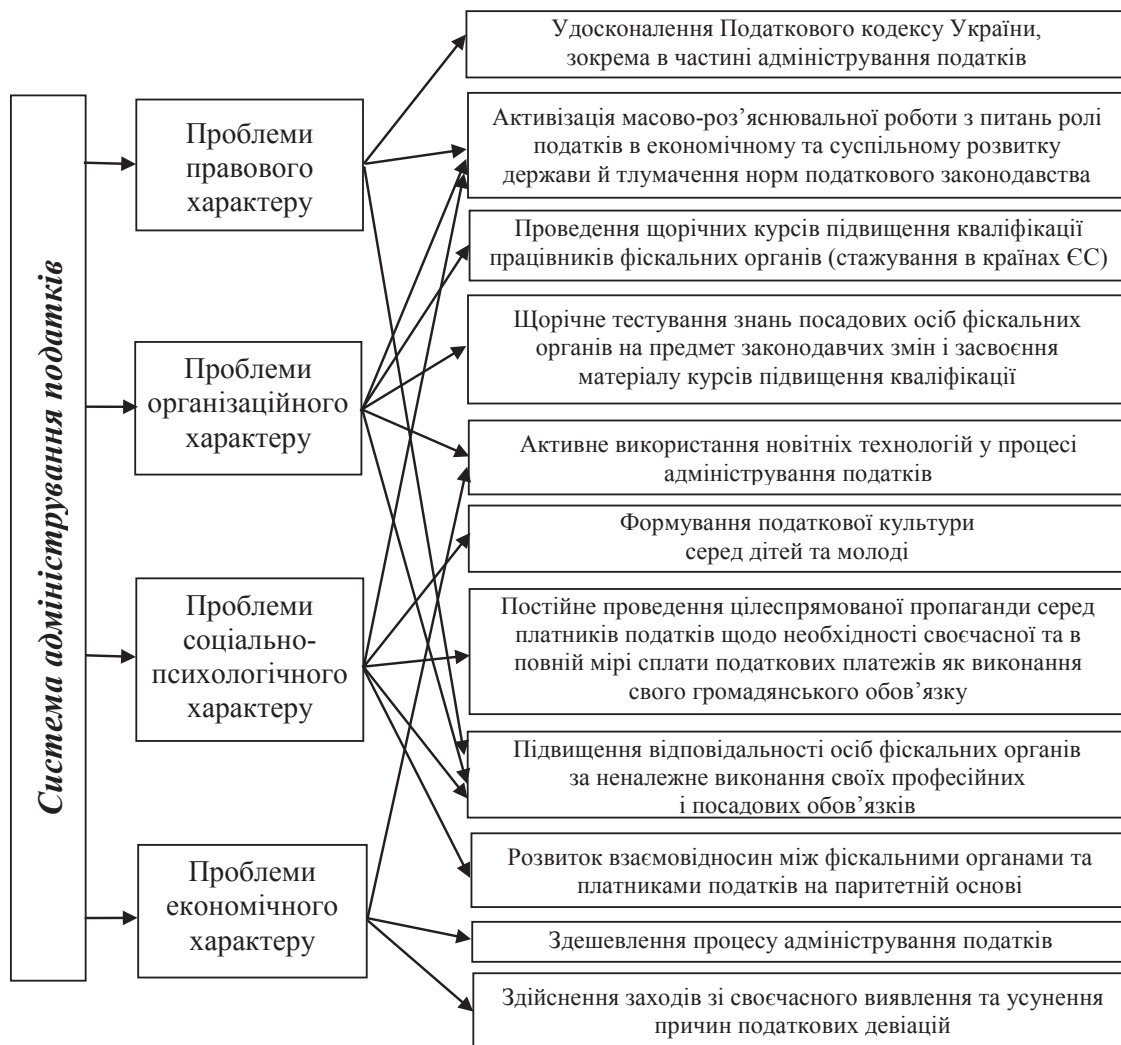 Система адміністрування податків
Проблеми
правового
характеру
Проблеми
організаційного
характеру
Проблеми
соціально-
психологічного
характеру
Проблеми
економічного
характеру
Удосконалення Податкового кодексу України,
зокрема в частині адміністрування податків
Активізація масово-роз’яснювальної роботи з питань ролі
податків в економічному та суспільному розвитку
держави й тлумачення норм податкового законодавства
Проведення щорічних курсів підвищення кваліфікації
працівників фіскальних органів (стажування в країнах ЄС)
Щорічне тестування знань посадових осіб фіскальних
органів на предмет законодавчих змін і засвоєння
матеріалу курсів підвищення кваліфікації
Активне використання новітніх технологій у процесі
адміністрування податків
Формування податкової культури
серед дітей та молоді
Постійне проведення цілеспрямованої пропаганди серед
платників податків щодо необхідності своєчасної та в
повній мірі сплати податкових платежів як виконання
свого громадянського обов’язку
Підвищення відповідальності осіб фіскальних органів
за неналежне виконання своїх професійних
і посадових обов’язків
Розвиток взаємовідносин між фіскальними органами та
платниками податків на паритетній основі
Здешевлення процесу адміністрування податків
Здійснення заходів зі своєчасного виявлення та усунення
причин податкових девіацій